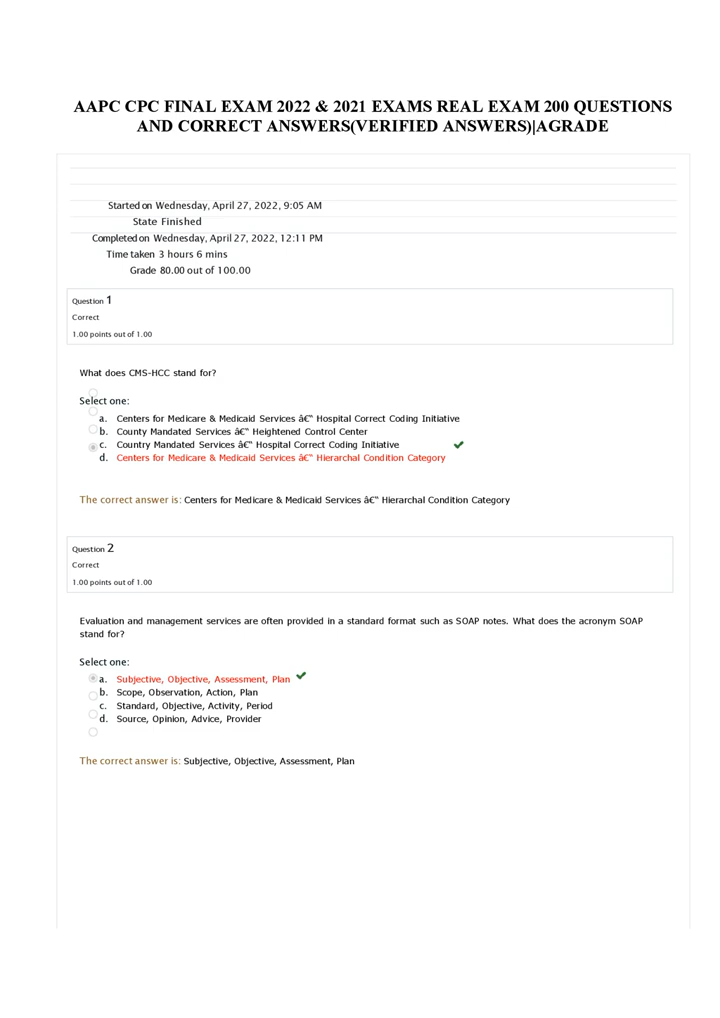 AAPC CPC FINAL EXAM 2022 & 2021 EXAMS REAL EXAM 200 QUESTIONS
AND CORRECT ANSWERS(VERIFIED ANSWERS)|AGRADE
Started on Wednesday, April 27, 2022, 9:05 AM
State Finished
Completed on Wednesday, April 27, 2022, 12:11 PM
Time taken 3 hours 6 mins
Grade 80.00 out of 100.00
Question 1
Correct
1.00 points out of 1.00
What does CMS-HCC stand for?
Select one:
a. Centers for Medicare & Medicaid Services â€“ Hospital Correct Coding Initiative
b. County Mandated Services â€“ Heightened Control Center
c. Country Mandated Services â€“ Hospital Correct Coding Initiative
d. Centers for Medicare & Medicaid Services â€“ Hierarchal Condition Category
The correct answer is: Centers for Medicare & Medicaid Services â€“ Hierarchal Condition Category
Question 2
Correct
1.00 points out of 1.00
Evaluation and management services are often provided in a standard format such as SOAP notes. What does the acronym SOAP
stand for?
Select one:
a. Subjective, Objective, Assessment, Plan
b. Scope, Observation, Action, Plan
c. Standard, Objective, Activity, Period
d. Source, Opinion, Advice, Provider
The correct answer is: Subjective, Objective, Assessment, Plan